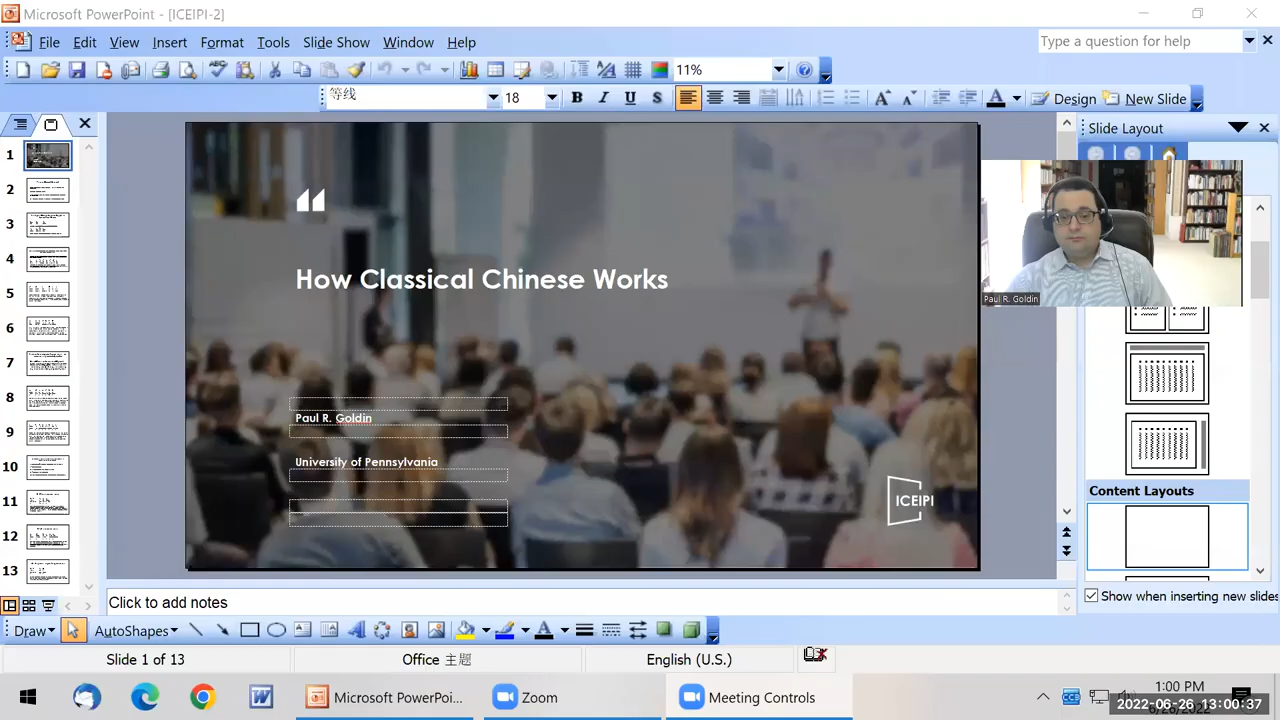 Microsoft PowerPoint - [ICEIPI-2]
File Edit View Insert Format Tools Slide Show Window Help
Type a question for help
11%
等线
18
Design
New Slide
Slide Layout
1
2
3
4
5
6
7
8
9
10
11
12
13
How Classical Chinese Works
Paul R. Goldin
University of Pennsylvania
ICEIPI
Paul R. Goldin
Content Layouts
Show when inserting new slides
Click to add notes
Draw
AutoShapes
Slide 1 of 13
Office 主题
English (U.S.)
Microsoft PowerPoi...
Zoom
Meeting Controls
1:00 PM
2022-06-26 13:00:37